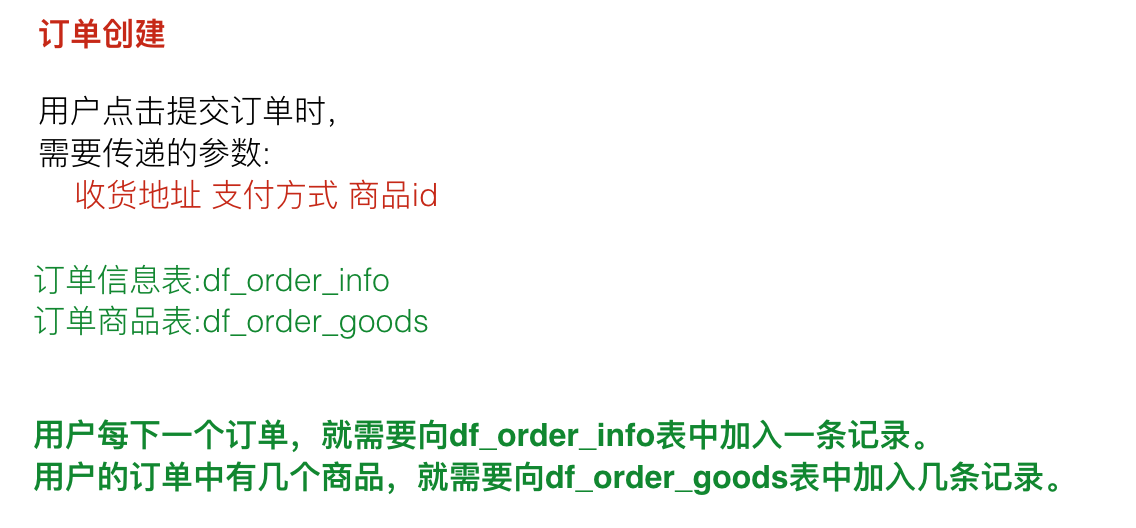 订单创建
用户点击提交订单时，
需要传递的参数:
收货地址 支付方式 商品id
订单信息表:df_order_info
订单商品表:df_order_goods
用户每下一个订单，就需要向df_order_info表中加入一条记录。
用户的订单中有几个商品，就需要向df_order_goods表中加入几条记录。